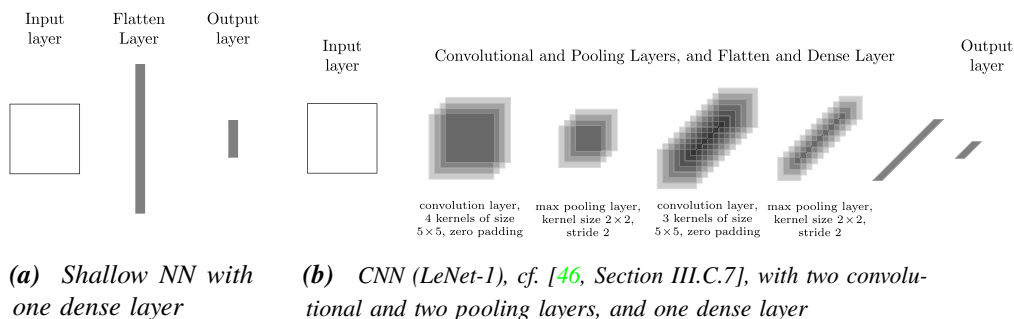 Input
layer
Flatten
Layer
Output
layer
(a) Shallow NN with
one dense layer
Input
layer
Convolutional and Pooling Layers, and Flatten and Dense Layer
Output
layer
convolution layer,
4 kernels of size
5×5, zero padding
max pooling layer,
kernel size 2×2,
stride 2
convolution layer,
3 kernels of size
5×5, zero padding
max pooling layer,
kernel size 2×2,
stride 2
(b) CNN (LeNet-1), cf. [46, Section III.C.7], with two convolu-
tional and two pooling layers, and one dense layer